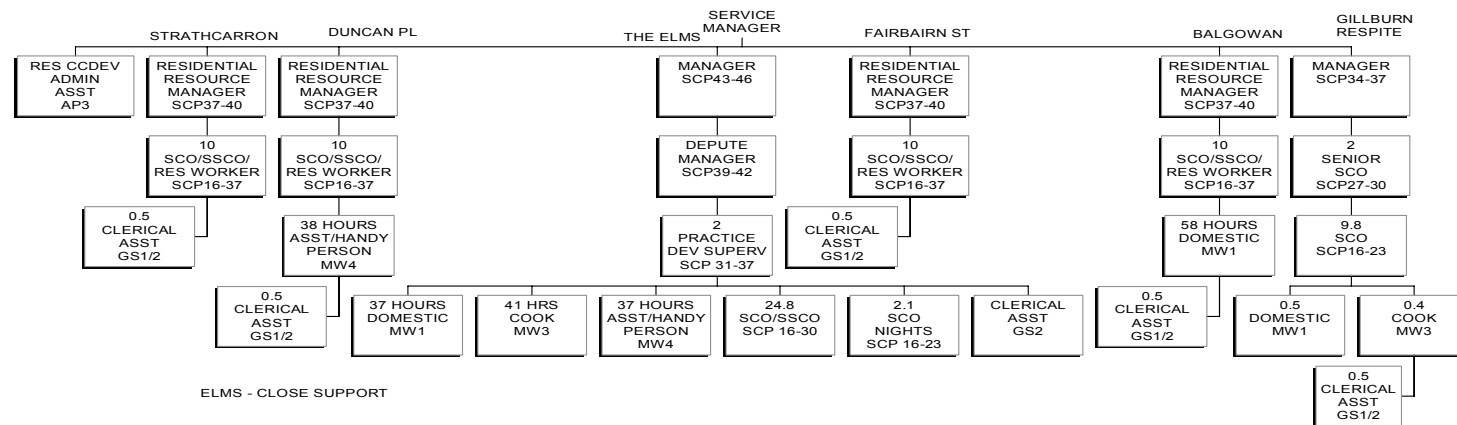 SERVICE
MANAGER
STRATHCARRON
DUNCAN PL
THE ELMS
FAIRBAIRN ST
BALGOWAN
GILLBURN
RESPITE
RES CCDEV
ADMIN
ASST
AP3
RESIDENTIAL
RESOURCE
MANAGER
SCP37-40
RESIDENTIAL
RESOURCE
MANAGER
SCP37-40
MANAGER
SCP43-46
RESIDENTIAL
RESOURCE
MANAGER
SCP37-40
RESIDENTIAL
RESOURCE
MANAGER
SCP37-40
MANAGER
SCP34-37
10
SCO/SSCO/
RES WORKER
SCP16-37
10
SCO/SSCO/
RES WORKER
SCP16-37
DEPUTE
MANAGER
SCP39-42
10
SCO/SSCO/
RES WORKER
SCP16-37
10
SCO/SSCO/
RES WORKER
SCP16-37
2
SENIOR
SCO
SCP27-30
0.5
CLERICAL
ASST
GS1/2
38 HOURS
ASST/HANDY
PERSON
MW4
2
PRACTICE
DEV SUPERV
SCP 31-37
0.5
CLERICAL
ASST
GS1/2
58 HOURS
DOMESTIC
MW1
9.8
SCO
SCP16-23
0.5
CLERICAL
ASST
GS1/2
37 HOURS
DOMESTIC
MW1
41 HRS
COOK
MW3
37 HOURS
ASST/HANDY
PERSON
MW4
24.8
SCO/SSCO
SCP 16-30
2.1
SCO
NIGHTS
SCP 16-23
CLERICAL
ASST
GS2
0.5
CLERICAL
ASST
GS1/2
0.5
DOMESTIC
MW1
0.4
COOK
MW3
0.5
CLERICAL
ASST
GS1/2
ELMS - CLOSE SUPPORT